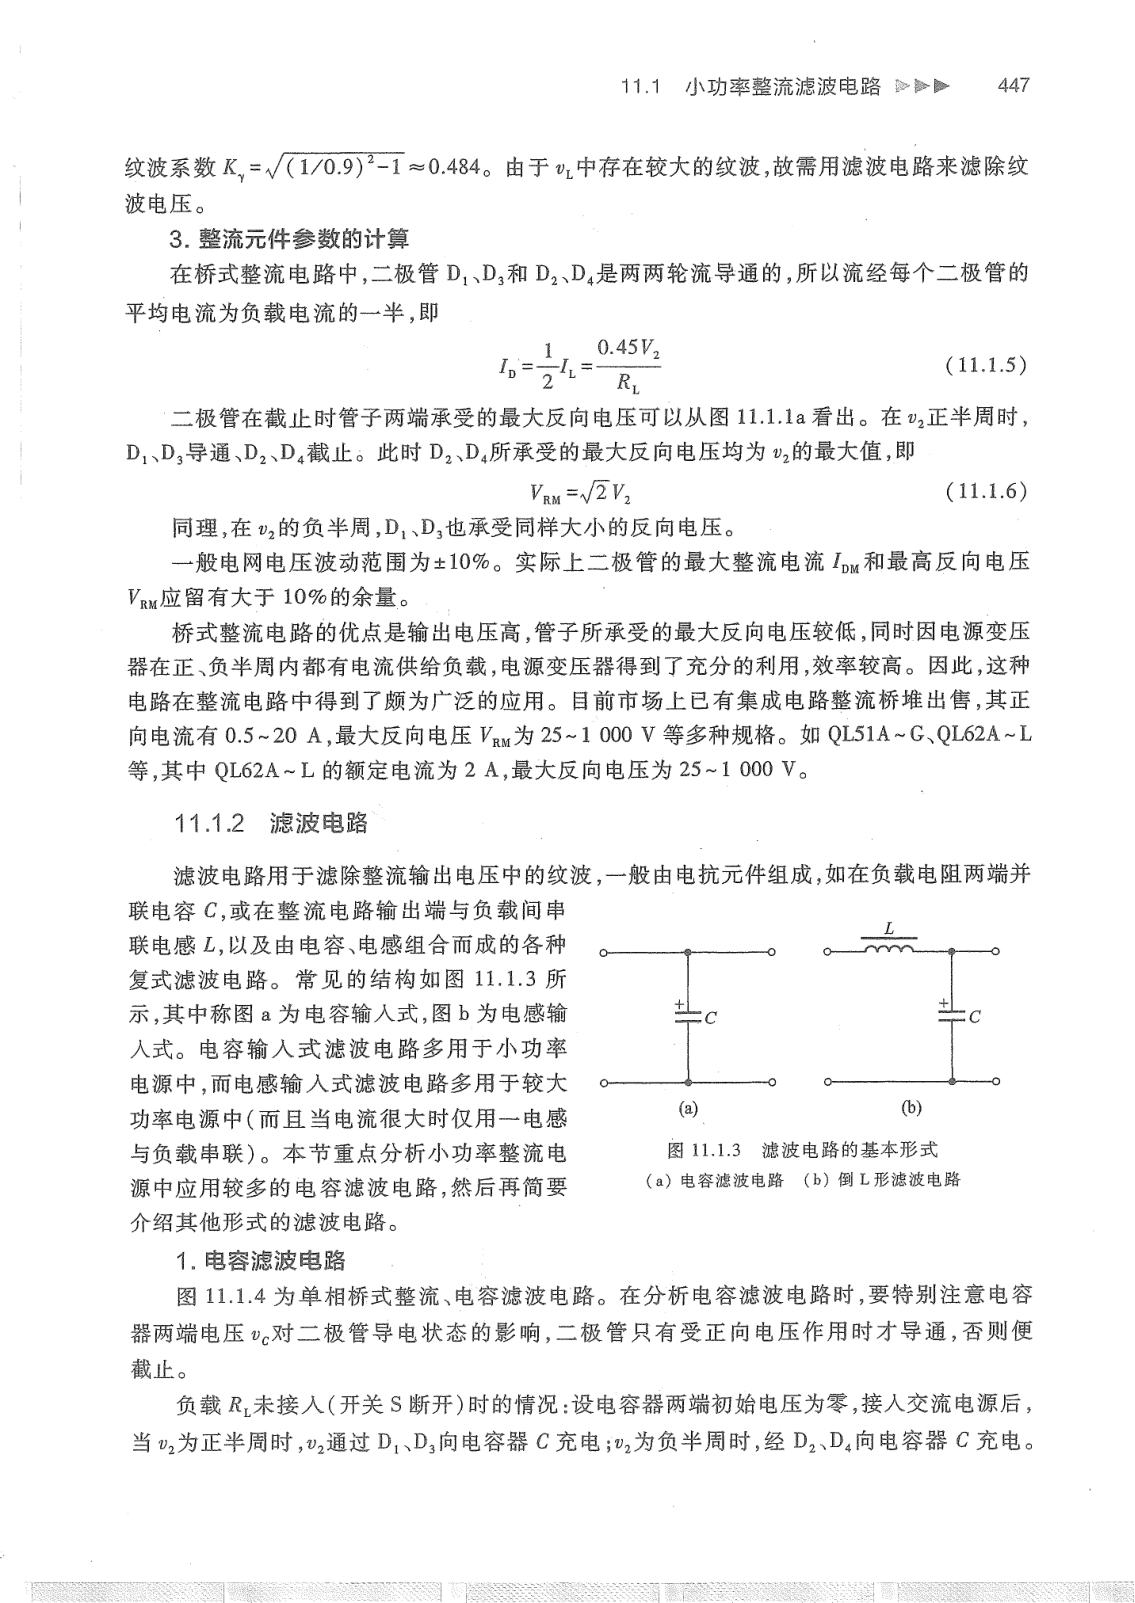 11.1 小功率整流滤波电路 447
纹波系数 Kγ=√(1/0.9)²-1≈0.484。由于 v_L中存在较大的纹波,故需用滤波电路来滤除纹
波电压。
3. 整流元件参数的计算
在桥式整流电路中,二极管 D₁、D₃和 D₂、D₄是两两轮流导通的,所以流经每个二极管的
平均电流为负载电流的一半,即
I_D=1/2 I_L=0.45V₂/R_L (11.1.5)
二极管在截止时管子两端承受的最大反向电压可以从图 11.1.1a 看出。在 v₂正半周时,
D₁、D₃导通、D₂、D₄截止。此时 D₂、D₄所承受的最大反向电压均为 v₂的最大值,即
V_RM=√2V₂ (11.1.6)
同理,在 v₂的负半周,D₁、D₃也承受同样大小的反向电压。
一般电网电压波动范围为±10%。实际上二极管的最大整流电流 I_DM和最高反向电压
V_RM应留有大于 10%的余量。
桥式整流电路的优点是输出电压高,管子所承受的最大反向电压较低,同时因电源变压
器在正、负半周内都有电流供给负载,电源变压器得到了充分的利用,效率较高。因此,这种
电路在整流电路中得到了颇为广泛的应用。目前市场上已有集成电路整流桥堆出售,其正
向电流有 0.5~20 A,最大反向电压 V_RM为 25~1 000 V 等多种规格。如 QL51A~G、QL62A~L
等,其中 QL62A~L 的额定电流为 2 A,最大反向电压为 25~1 000 V。
11.1.2 滤波电路
滤波电路用于滤除整流输出电压中的纹波,一般由电抗元件组成,如在负载电阻两端并
联电容 C,或在整流电路输出端与负载间串
联电感 L,以及由电容、电感组合而成的各种
复式滤波电路。常见的结构如图 11.1.3 所
示,其中称图 a 为电容输入式,图 b 为电感输
入式。电容输入式滤波电路多用于小功率
电源中,而电感输入式滤波电路多用于较大
功率电源中(而且当电流很大时仅用一电感
与负载串联)。本节重点分析小功率整流电
源中应用较多的电容滤波电路,然后再简要
介绍其他形式的滤波电路。
L
+ C
+ C
(a) (b)
图 11.1.3 滤波电路的基本形式
(a) 电容滤波电路 (b) 倒 L 形滤波电路
1. 电容滤波电路
图 11.1.4 为单相桥式整流、电容滤波电路。在分析电容滤波电路时,要特别注意电容
器两端电压 v_C对二极管导电状态的影响,二极管只有受正向电压作用时才导通,否则便
截止。
负载 R_L未接入(开关 S 断开)时的情况:设电容器两端初始电压为零,接入交流电源后,
当 v₂为正半周时,v₂通过 D₁、D₃向电容器 C 充电;v₂为负半周时,经 D₂、D₄向电容器 C 充电。